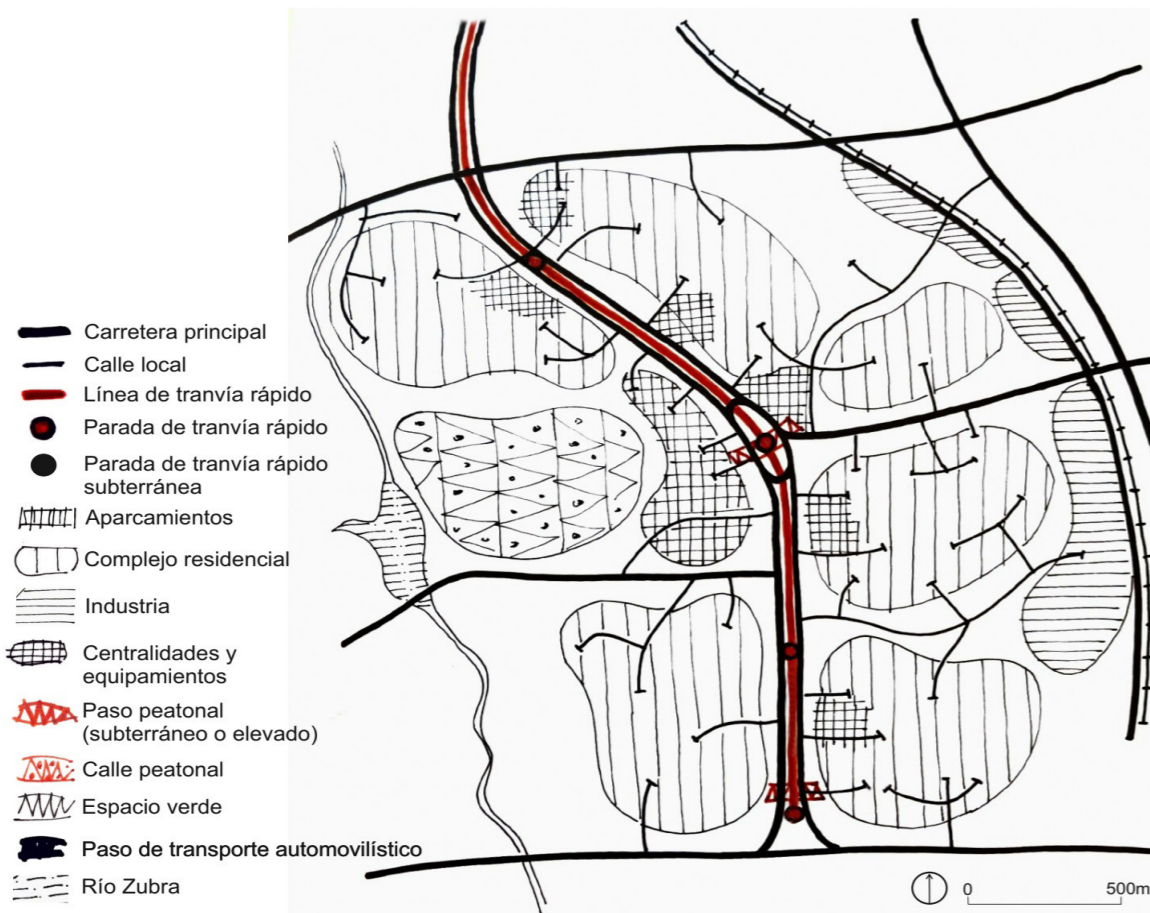 Carretera principal
Calle local
Línea de tranvía rápido
Parada de tranvía rápido
Parada de tranvía rápido
subterránea
Aparcamientos
Complejo residencial
Industria
Centralidades y
equipamientos
Paso peatonal
(subterráneo o elevado)
Calle peatonal
Espacio verde
Paso de transporte automovilístico
Río Zubra
0 500m